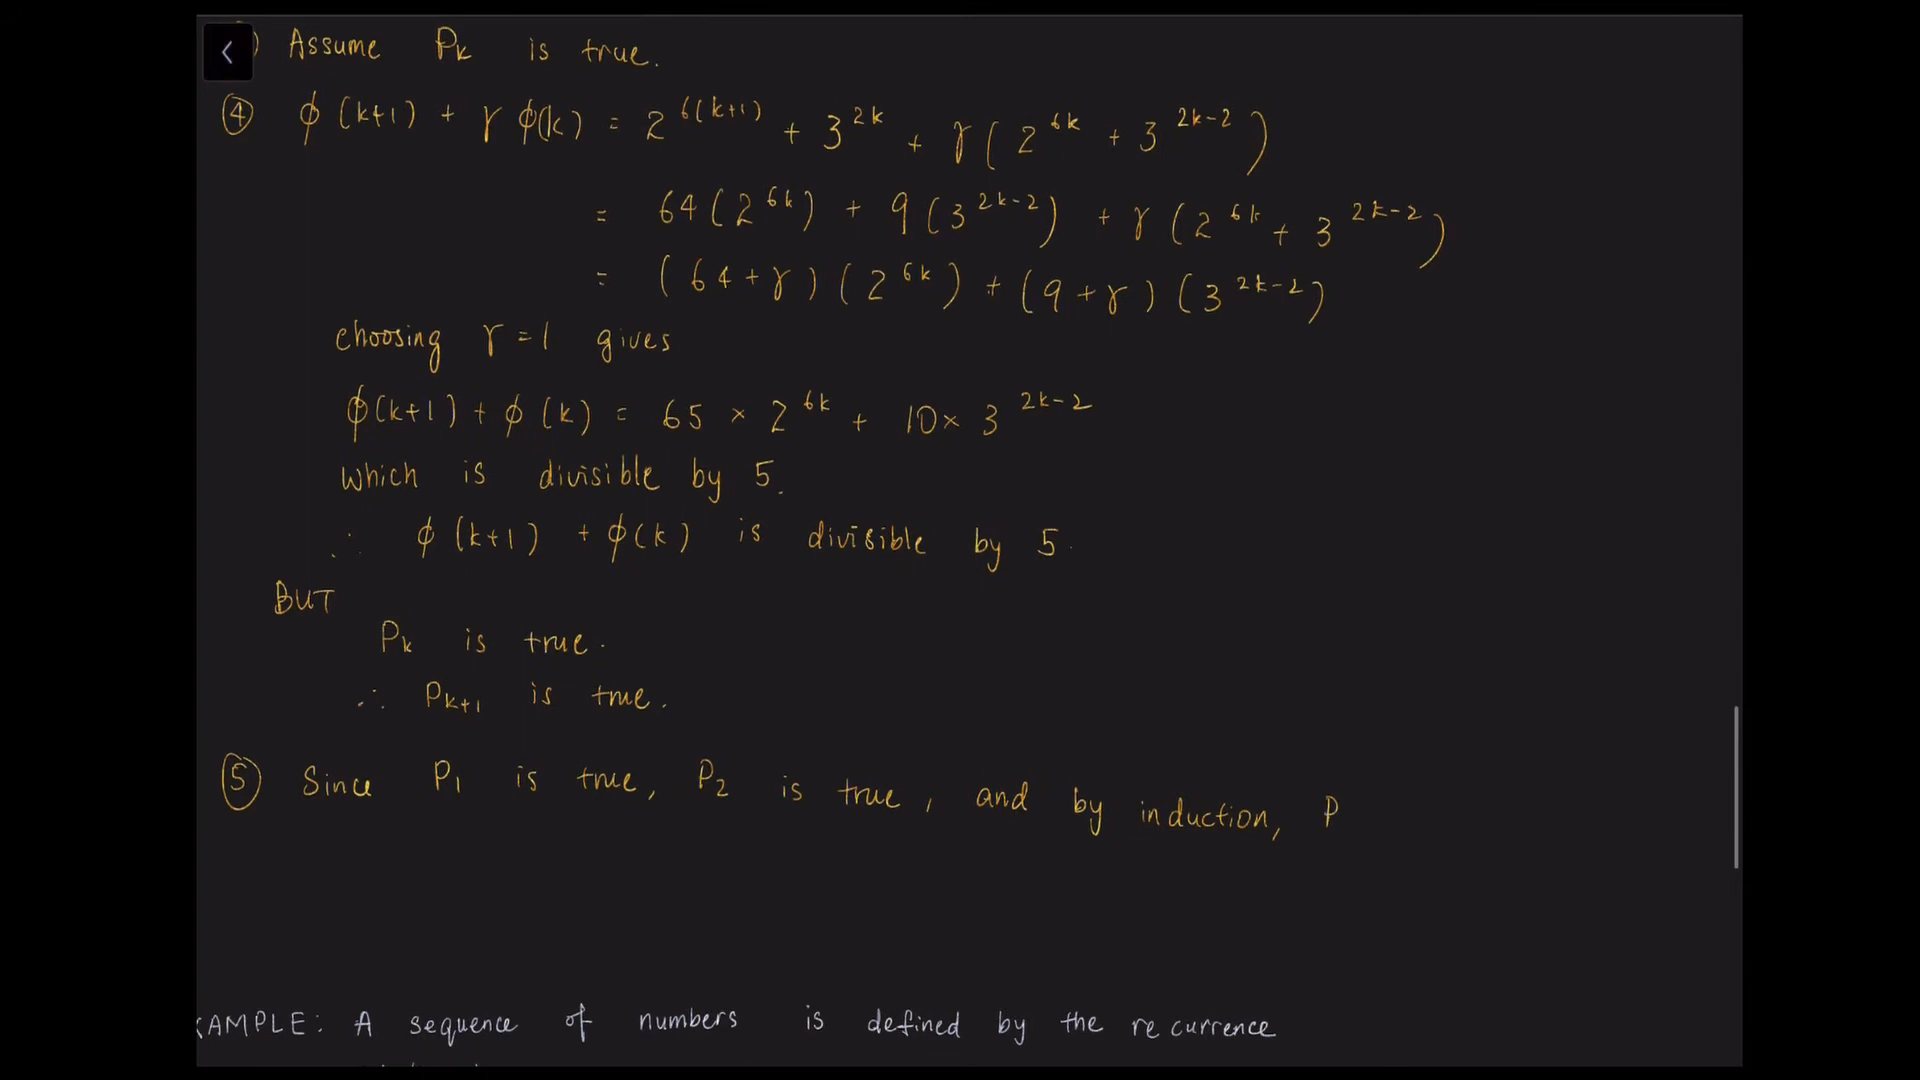 Assume Pk is true.
④ ϕ(k+1) + γ ϕ(k) = 2^{6(k+1)} + 3^{2k} + γ(2^{6k} + 3^{2k-2})
= 64(2^{6k}) + 9(3^{2k-2}) + γ(2^{6k} + 3^{2k-2})
= (64+γ)(2^{6k}) + (9+γ)(3^{2k-2})
choosing γ=1 gives
ϕ(k+1) + ϕ(k) = 65 × 2^{6k} + 10× 3^{2k-2}
which is divisible by 5.
∴ ϕ(k+1) + ϕ(k) is divisible by 5.
BUT
Pk is true.
∴ Pk+1 is true.
⑤ Since P1 is true, P2 is true, and by induction, P
XAMPLE: A sequence of numbers is defined by the recurrence